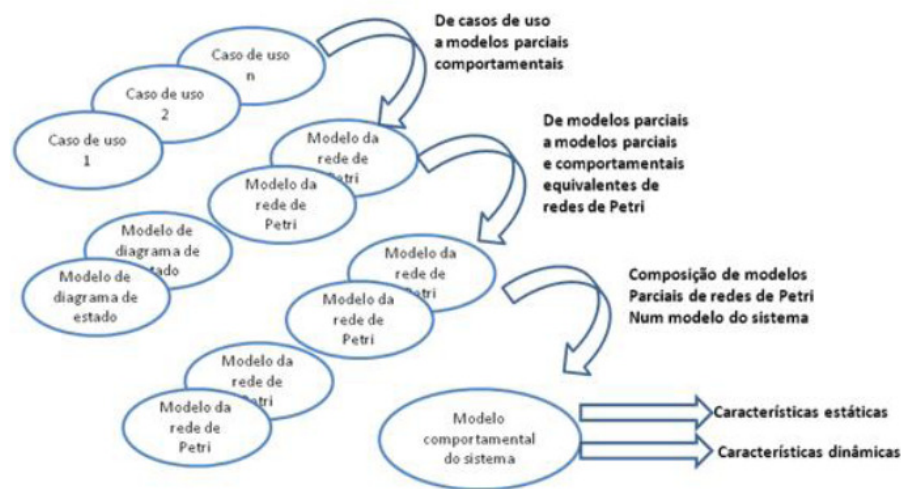 De casos de uso
a modelos parciais
comportamentais
Caso de uso
n
Caso de uso
2
Caso de uso
1
De modelos parciais
a modelos parciais
e comportamentais
equivalentes de
redes de Petri
Modelo da
rede de
Petri
Modelo da
rede de
Petri
Modelo de
diagrama de
estado
Modelo de
diagrama de
estado
Modelo da
rede de
Petri
Modelo da
rede de
Petri
Composição de modelos
Parciais de redes de Petri
Num modelo do sistema
Modelo da
rede de
Petri
Modelo da
rede de
Petri
Modelo
comportamental
do sistema
Características estáticas
Características dinâmicas